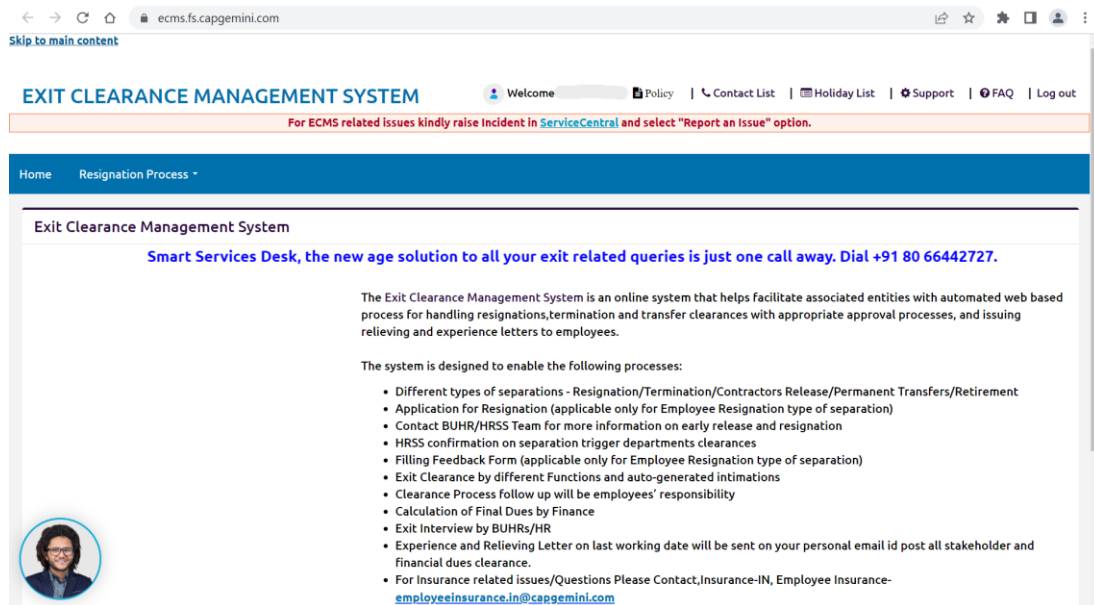 ecms.fs.capgemini.com
Skip to main content
EXIT CLEARANCE MANAGEMENT SYSTEM
Welcome Policy | Contact List | Holiday List | Support | FAQ | Log out
For ECMS related issues kindly raise Incident in ServiceCentral and select "Report an Issue" option.
Home Resignation Process
Exit Clearance Management System
Smart Services Desk, the new age solution to all your exit related queries is just one call away. Dial +91 80 66442727.
The Exit Clearance Management System is an online system that helps facilitate associated entities with automated web based
process for handling resignations,termination and transfer clearances with appropriate approval processes, and issuing
relieving and experience letters to employees.
The system is designed to enable the following processes:
• Different types of separations - Resignation/Termination/Contractors Release/Permanent Transfers/Retirement
• Application for Resignation (applicable only for Employee Resignation type of separation)
• Contact BUHR/HRSS Team for more information on early release and resignation
• HRSS confirmation on separation trigger departments clearances
• Filling Feedback Form (applicable only for Employee Resignation type of separation)
• Exit Clearance by different Functions and auto-generated intimations
• Clearance Process follow up will be employees' responsibility
• Calculation of Final Dues by Finance
• Exit Interview by BUHRs/HR
• Experience and Relieving Letter on last working date will be sent on your personal email id post all stakeholder and
financial dues clearance.
• For Insurance related issues/Questions Please Contact,Insurance-IN, Employee Insurance-
employeeinsurance.in@capgemini.com